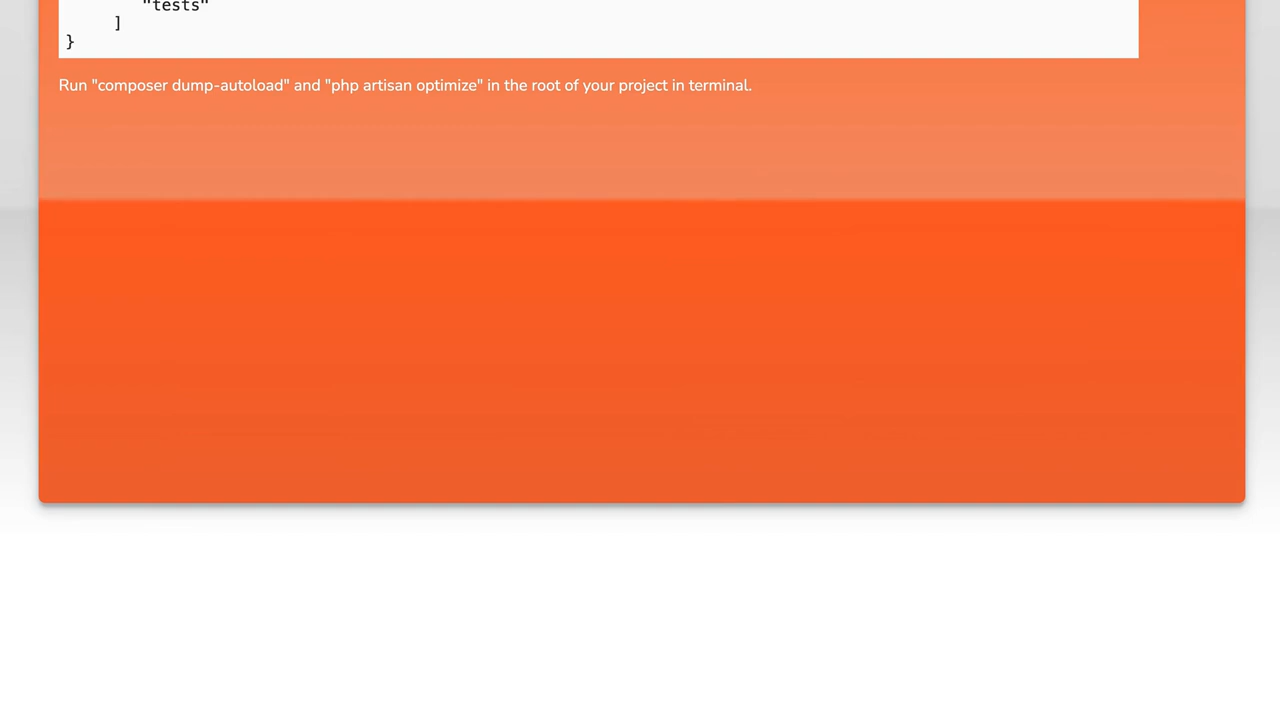 "tests"
]
}
Run "composer dump-autoload" and "php artisan optimize" in the root of your project in terminal.